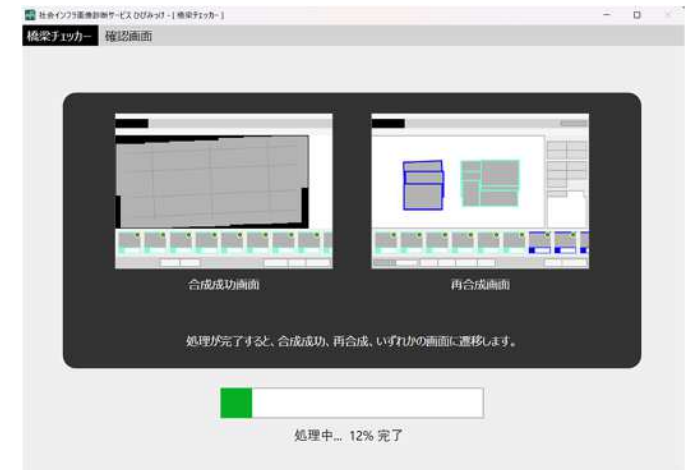 社会インフラ画像診断サービス ひびみっけ - [ 橋梁チェッカー ]
橋梁チェッカー 確認画面
合成成功画面 再合成画面
処理が完了すると、合成成功、再合成、いずれかの画面に遷移します。
処理中... 12% 完了